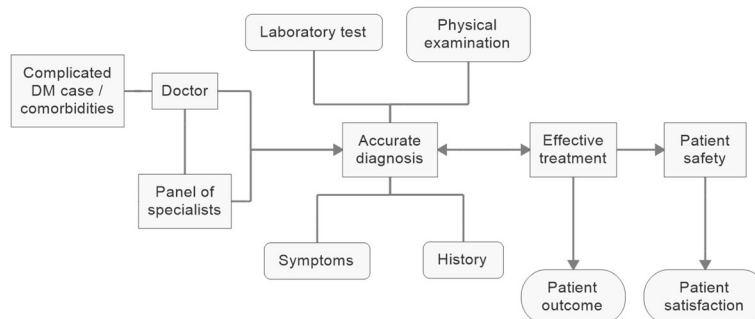 Laboratory test
Physical
examination
Complicated
DM case /
comorbidities
Doctor
Accurate
diagnosis
Effective
treatment
Patient
safety
Panel of
specialists
Symptoms
History
Patient
outcome
Patient
satisfaction